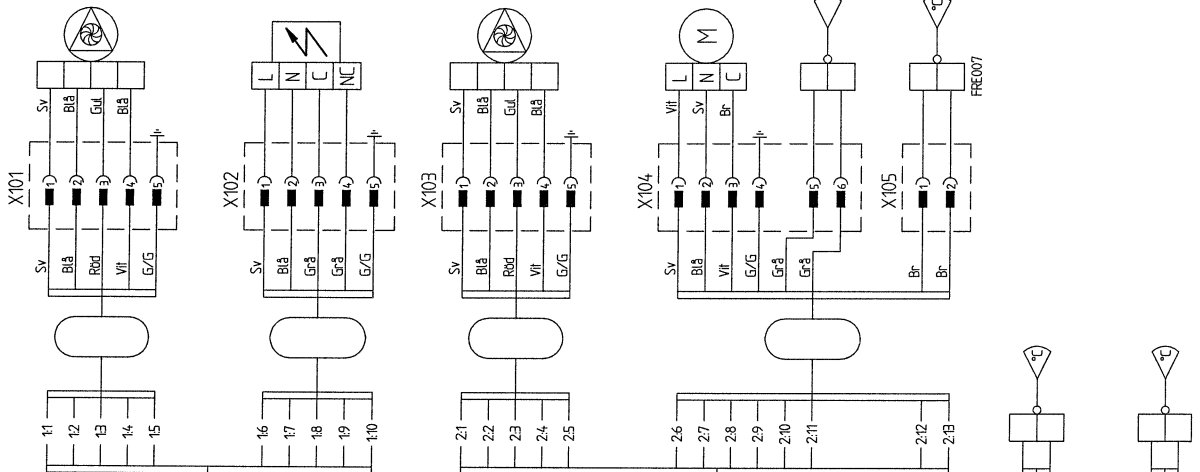 °C
°C
M
L N C NC
L N C
FRE007
Sv Blå Gul Blå
Sv Blå Gul Blå
Vit Sv Br
X101
1 2 3 4 5
X102
1 2 3 4 5
X103
1 2 3 4 5
X104
1 2 3 4 5 6
X105
1 2
Sv Blå Röd Vit G/G
Sv Blå Grå Grå G/G
Sv Blå Röd Vit G/G
Sv Blå Vit G/G Grå Grå
Br Br
°C
°C
1:1 1:2 1:3 1:4 1:5
1:6 1:7 1:8 1:9 1:10
2:1 2:2 2:3 2:4 2:5
2:6 2:7 2:8 2:9 2:10 2:11
2:12 2:13